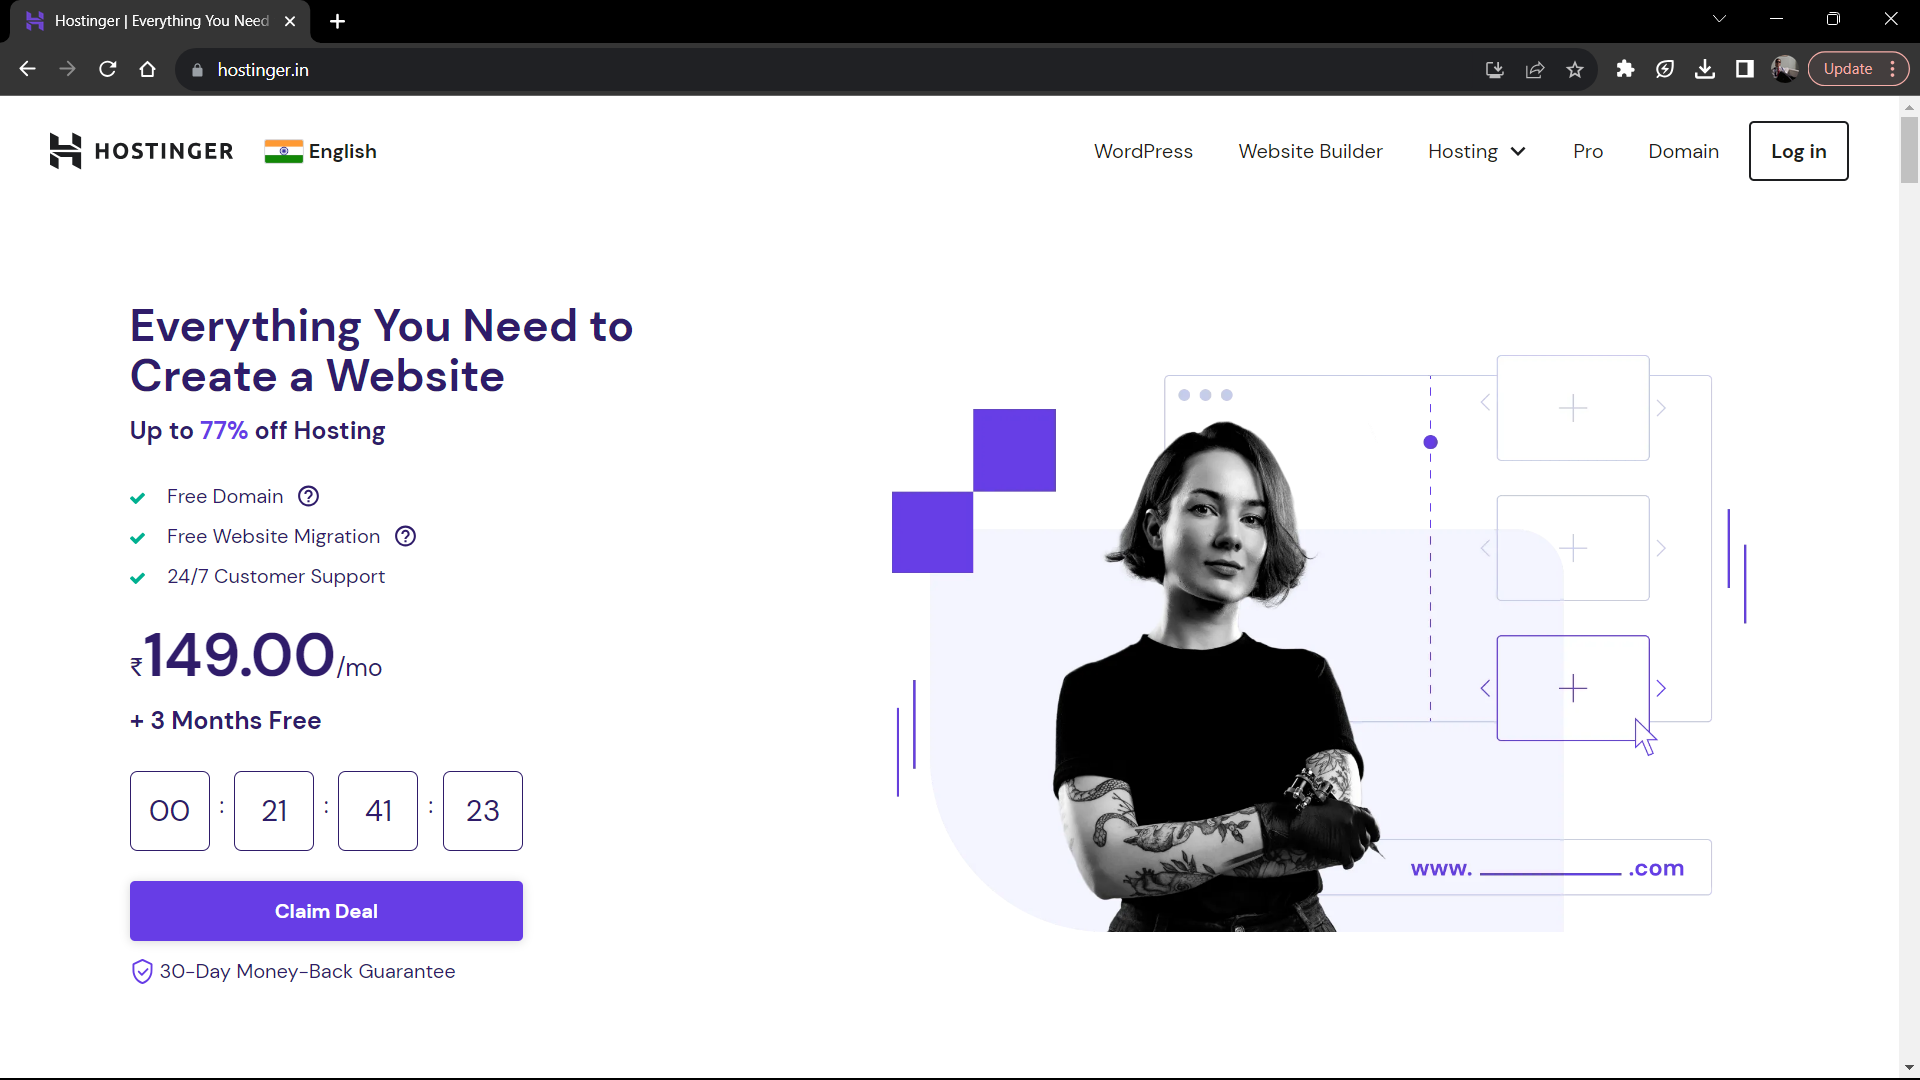 Hostinger | Everything You Need
hostinger.in
Update
HOSTINGER
English
WordPress
Website Builder
Hosting
Pro
Domain
Log in
Everything You Need to
Create a Website
Up to 77% off Hosting
Free Domain
Free Website Migration
24/7 Customer Support
₹149.00/mo
+ 3 Months Free
00 : 21 : 41 : 23
Claim Deal
30-Day Money-Back Guarantee
www. ______________ .com